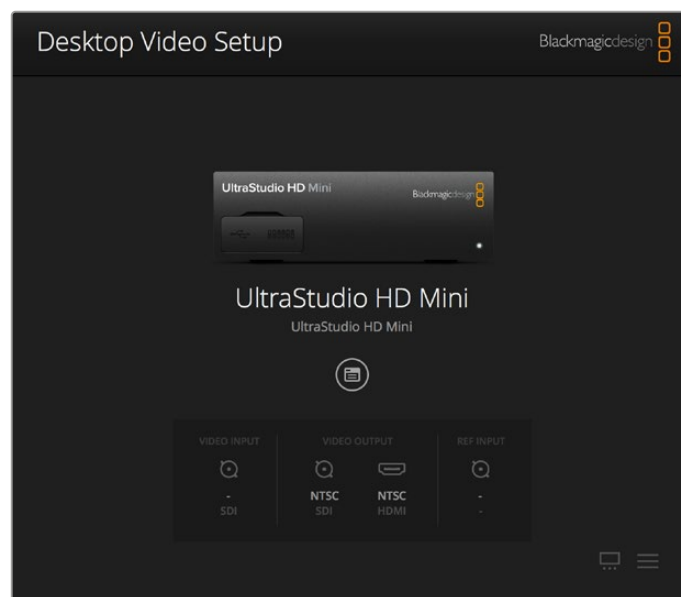 Desktop Video Setup
Blackmagicdesign
UltraStudio HD Mini
Blackmagicdesign
UltraStudio HD Mini
UltraStudio HD Mini
VIDEO INPUT
VIDEO OUTPUT
REF INPUT
-
NTSC
NTSC
-
SDI
SDI
HDMI
-